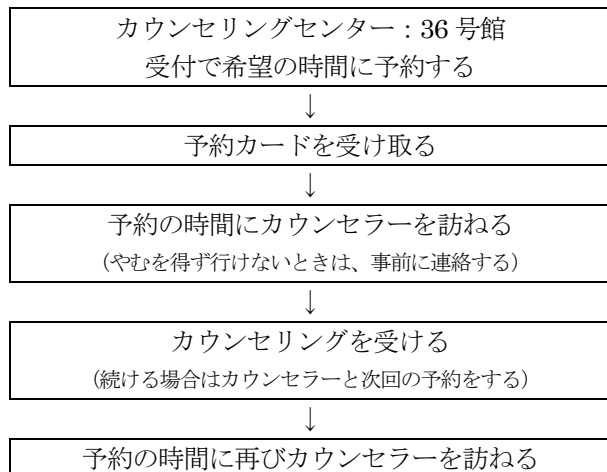 カウンセリングセンター：36 号館
受付で希望の時間に予約する
↓
予約カードを受け取る
↓
予約の時間にカウンセラーを訪ねる
（やむを得ず行けないときは、事前に連絡する）
↓
カウンセリングを受ける
（続ける場合はカウンセラーと次回の予約をする）
↓
予約の時間に再びカウンセラーを訪ねる